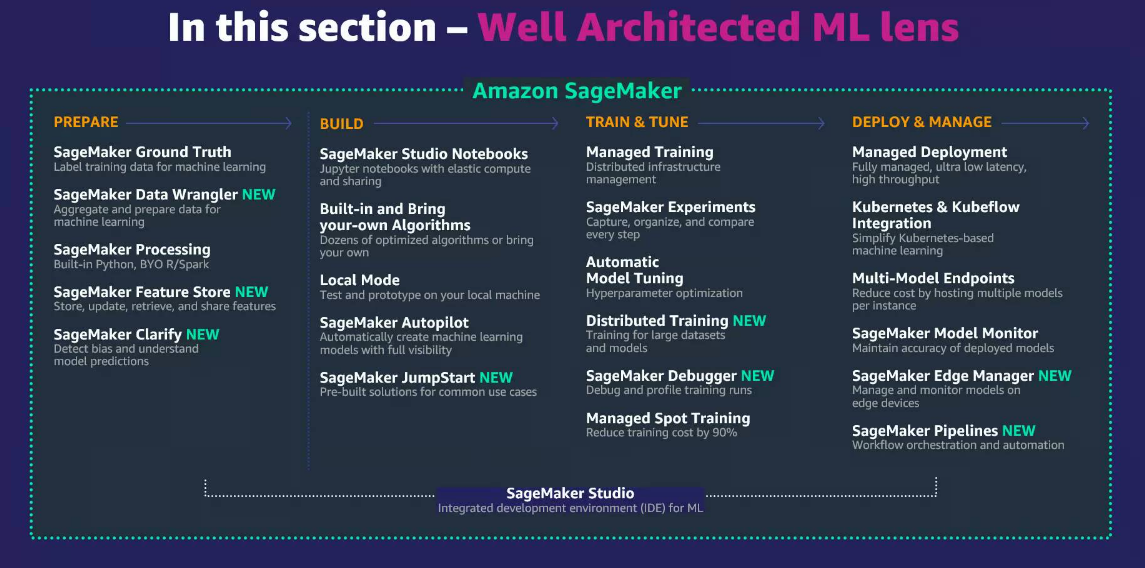 In this section – Well Architected ML lens
Amazon SageMaker
PREPARE
SageMaker Ground Truth
Label training data for machine learning
SageMaker Data Wrangler NEW
Aggregate and prepare data for
machine learning
SageMaker Processing
Built-in Python, BYO R/Spark
SageMaker Feature Store NEW
Store, update, retrieve, and share features
SageMaker Clarify NEW
Detect bias and understand
model predictions
BUILD
SageMaker Studio Notebooks
Jupyter notebooks with elastic compute
and sharing
Built-in and Bring
your-own Algorithms
Dozens of optimized algorithms or bring
your own
Local Mode
Test and prototype on your local machine
SageMaker Autopilot
Automatically create machine learning
models with full visibility
SageMaker JumpStart NEW
Pre-built solutions for common use cases
TRAIN & TUNE
Managed Training
Distributed infrastructure
management
SageMaker Experiments
Capture, organize, and compare
every step
Automatic
Model Tuning
Hyperparameter optimization
Distributed Training NEW
Training for large datasets
and models
SageMaker Debugger NEW
Debug and profile training runs
Managed Spot Training
Reduce training cost by 90%
DEPLOY & MANAGE
Managed Deployment
Fully managed, ultra low latency,
high throughput
Kubernetes & Kubeflow
Integration
Simplify Kubernetes-based
machine learning
Multi-Model Endpoints
Reduce cost by hosting multiple models
per instance
SageMaker Model Monitor
Maintain accuracy of deployed models
SageMaker Edge Manager NEW
Manage and monitor models on
edge devices
SageMaker Pipelines NEW
Workflow orchestration and automation
SageMaker Studio
Integrated development environment (IDE) for ML